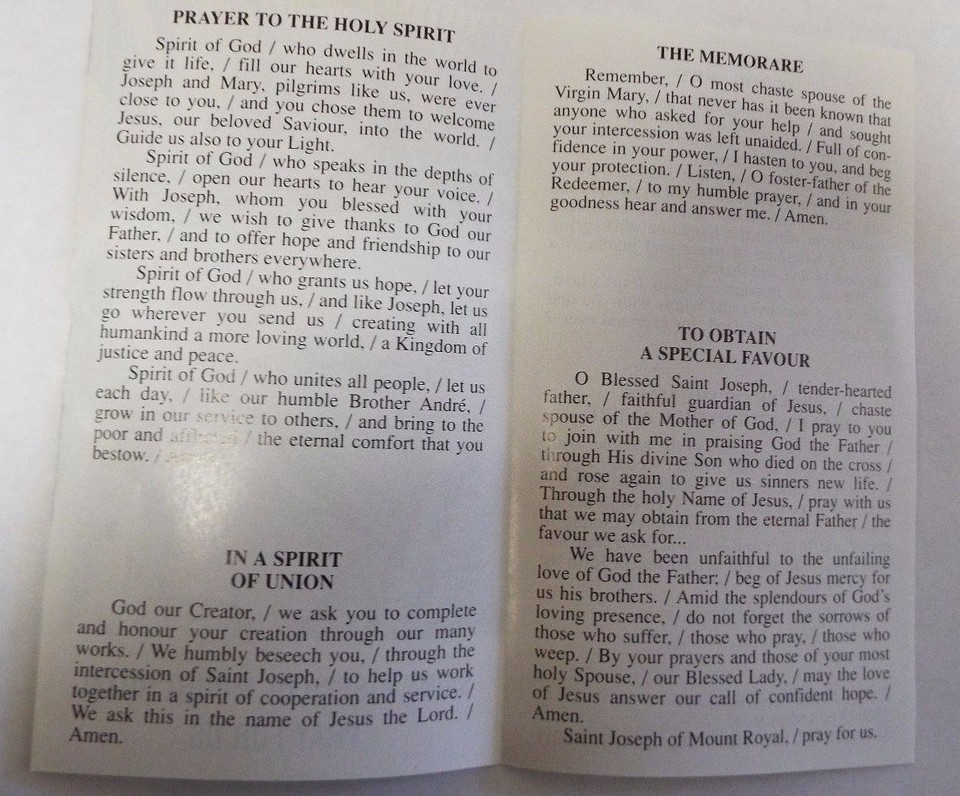 PRAYER TO THE HOLY SPIRIT
Spirit of God / who dwells in the world to
give it life, / fill our hearts with your love. /
Joseph and Mary, pilgrims like us, were ever
close to you, / and you chose them to welcome
Jesus, our beloved Saviour, into the world. /
Guide us also to your Light.
Spirit of God / who speaks in the depths of
silence, / open our hearts to hear your voice. /
With Joseph, whom you blessed with your
wisdom, / we wish to give thanks to God our
Father, / and to offer hope and friendship to our
sisters and brothers everywhere.
Spirit of God / who grants us hope, / let your
strength flow through us, / and like Joseph, let us
go wherever you send us / creating with all
humankind a more loving world, / a Kingdom of
justice and peace.
Spirit of God / who unites all people, / let us
each day, / like our humble Brother André, /
grow in our service to others, / and bring to the
poor and afflicted / the eternal comfort that you
bestow. /
IN A SPIRIT
OF UNION
God our Creator, / we ask you to complete
and honour your creation through our many
works. / We humbly beseech you, / through the
intercession of Saint Joseph, / to help us work
together in a spirit of cooperation and service. /
We ask this in the name of Jesus the Lord. /
Amen.
THE MEMORARE
Remember, / O most chaste spouse of the
Virgin Mary, / that never has it been known that
anyone who asked for your help / and sought
your intercession was left unaided. / Full of con-
fidence in your power, / I hasten to you, and beg
your protection. / Listen, / O foster-father of the
Redeemer, / to my humble prayer, / and in your
goodness hear and answer me. / Amen.
TO OBTAIN
A SPECIAL FAVOUR
O Blessed Saint Joseph, / tender-hearted
father, / faithful guardian of Jesus, / chaste
spouse of the Mother of God, / I pray to you
to join with me in praising God the Father /
through His divine Son who died on the cross /
and rose again to give us sinners new life. /
Through the holy Name of Jesus, / pray with us
that we may obtain from the eternal Father / the
favour we ask for...
We have been unfaithful to the unfailing
love of God the Father; / beg of Jesus mercy for
us his brothers. / Amid the splendours of God's
loving presence, / do not forget the sorrows of
those who suffer, / those who pray, / those who
weep. / By your prayers and those of your most
holy Spouse, / our Blessed Lady, / may the love
of Jesus answer our call of confident hope. /
Amen.
Saint Joseph of Mount Royal, / pray for us.